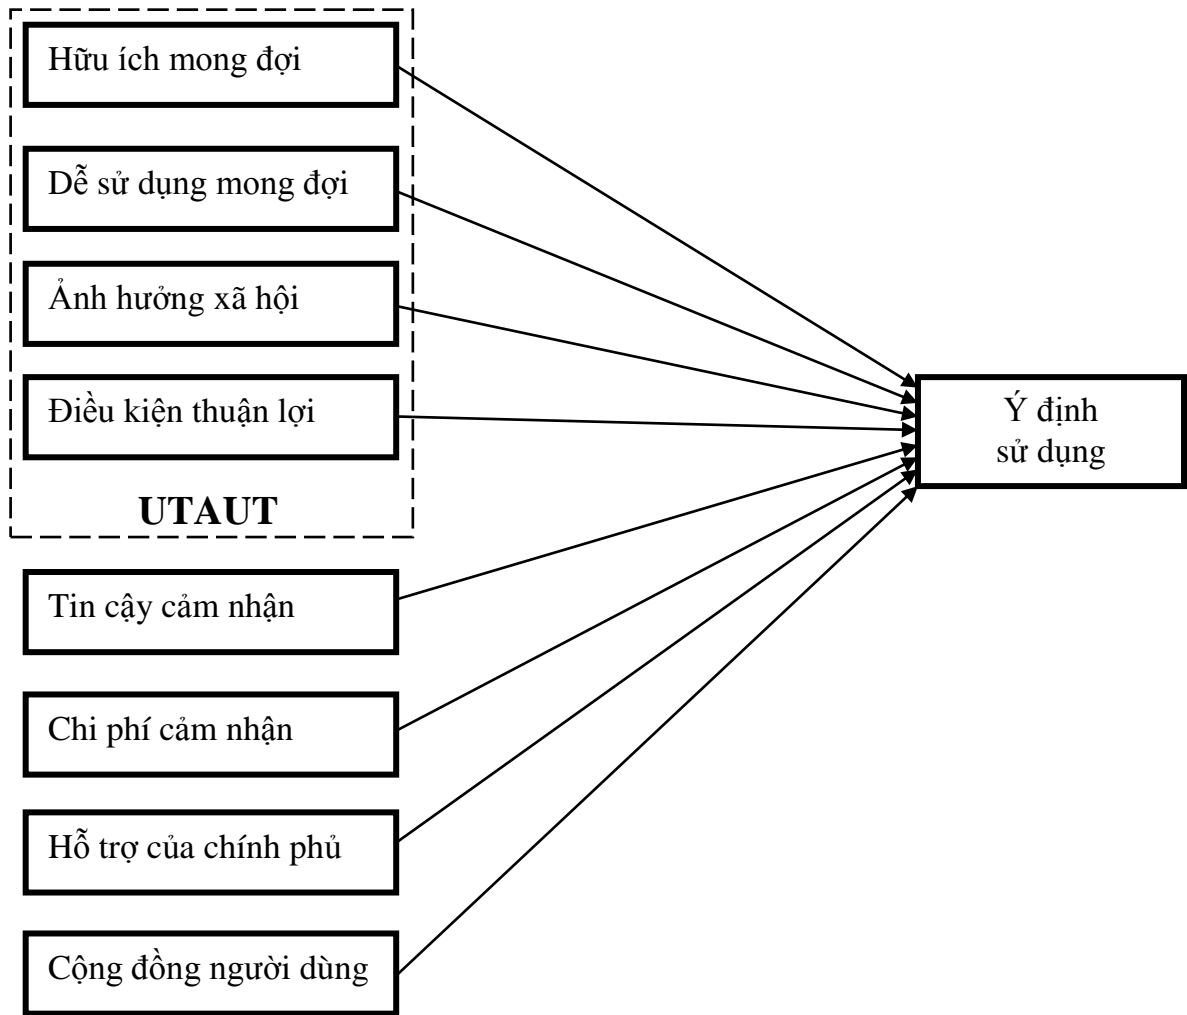 Hữu ích mong đợi
Dễ sử dụng mong đợi
Ảnh hưởng xã hội
Điều kiện thuận lợi
UTAUT
Tin cậy cảm nhận
Chi phí cảm nhận
Hỗ trợ của chính phủ
Cộng đồng người dùng
Ý định
sử dụng